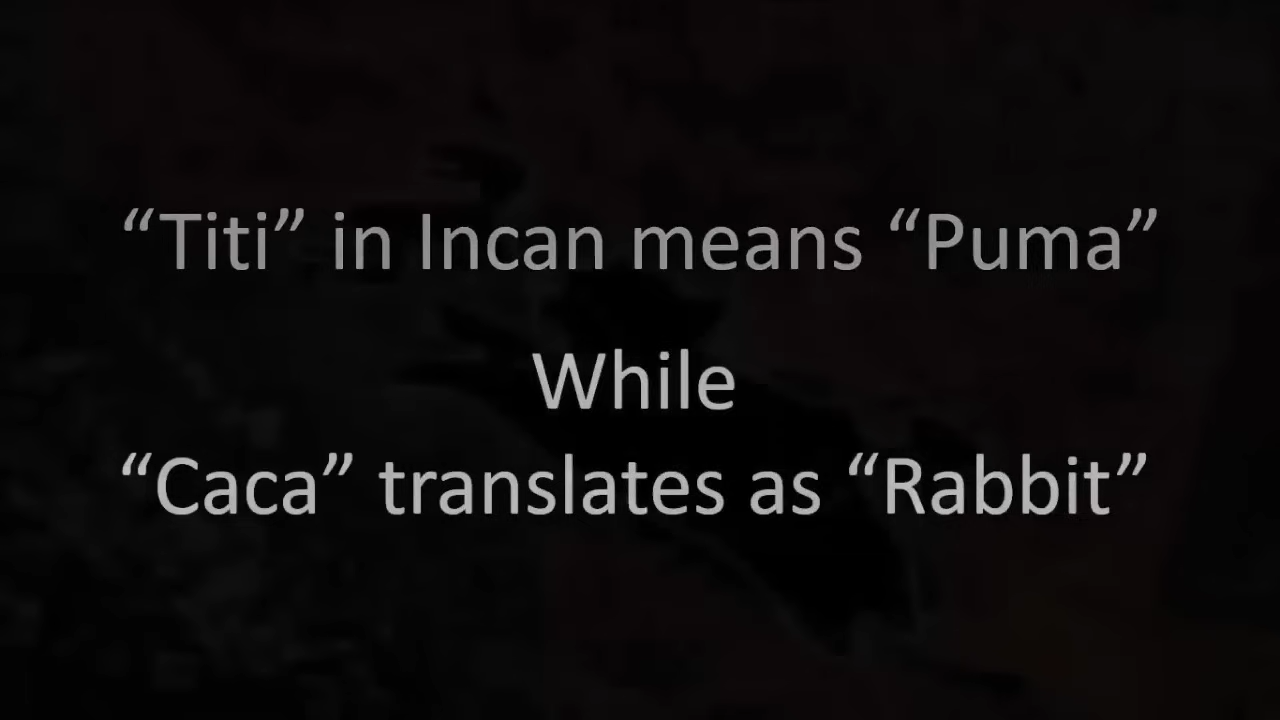 “Titi” in Incan means “Puma”
While
“Caca” translates as “Rabbit”